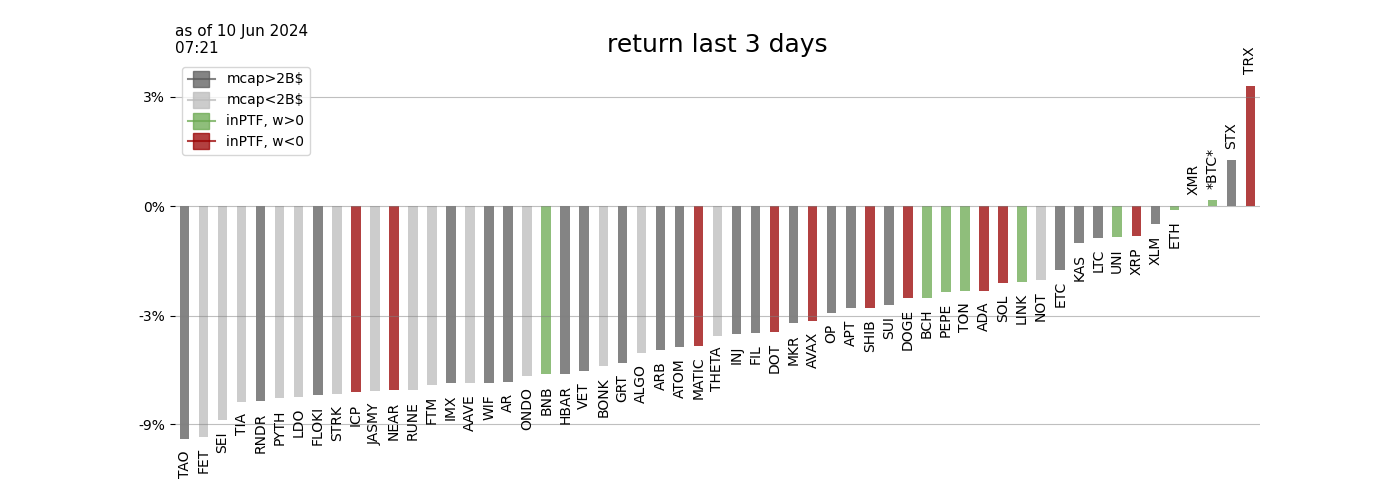 as of 10 Jun 2024
07:21
return last 3 days
mcap>2B$
mcap<2B$
inPTF, w>0
inPTF, w<0
3%
0%
-3%
-9%
TAO
FET
SEI
TIA
RNDR
PYTH
LDO
FLOKI
STRK
ICP
JASMY
NEAR
RUNE
FTM
IMX
AAVE
WIF
AR
ONDO
BNB
HBAR
VET
BONK
GRT
ALGO
ARB
ATOM
MATIC
THETA
INJ
FIL
DOT
MKR
AVAX
OP
APT
SHIB
SUI
DOGE
BCH
PEPE
TON
ADA
SOL
LINK
NOT
ETC
KAS
LTC
UNI
XRP
XLM
ETH
XMR
*BTC*
STX
TRX